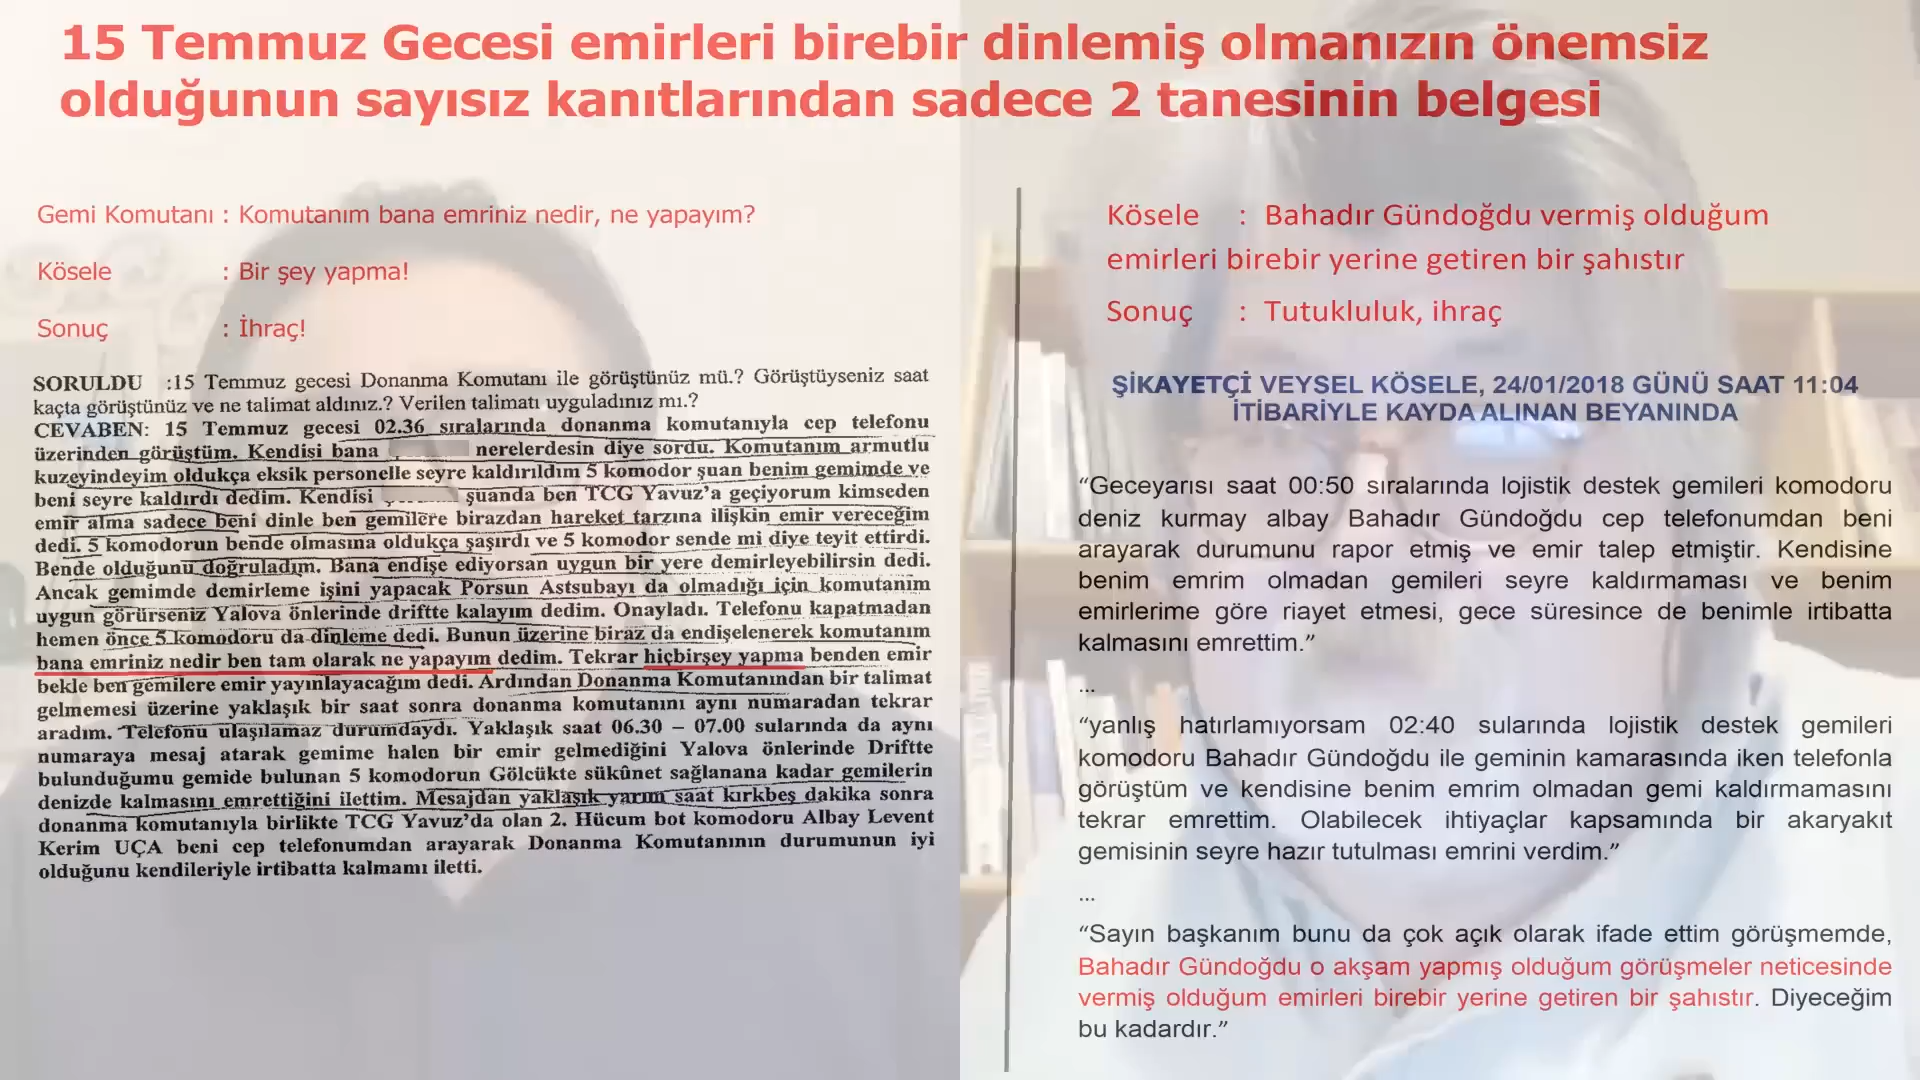 15 Temmuz Gecesi emirleri birebir dinlemiş olmanızın önemsiz
olduğunun sayısız kanıtlarından sadece 2 tanesinin belgesi
Gemi Komutanı : Komutanım bana emriniz nedir, ne yapayım?
Kösele : Bir şey yapma!
Sonuç : İhraç!
SORULDU :15 Temmuz gecesi Donanma Komutanı ile görüştünüz mü.? Görüştüyseniz saat
kaçta görüştünüz ve ne talimat aldınız.? Verilen talimatı uyguladınız mı.?
CEVABEN: 15 Temmuz gecesi 02.36 sıralarında donanma komutanıyla cep telefonu
üzerinden görüştüm. Kendisi bana nerelerdesin diye sordu. Komutanım armutlu
kuzeyindeyim oldukça eksik personelle seyre kaldırıldım 5 komodor şuan benim gemimde ve
beni seyre kaldırdı dedim. Kendisi şuanda ben TCG Yavuz'a geçiyorum kimseden
emir alma sadece beni dinle ben gemilere birazdan hareket tarzına ilişkin emir vereceğim
dedi. 5 komodorun bende olmasına oldukça şaşırdı ve 5 komodor sende mi diye teyit ettirdi.
Bende olduğunu doğruladım. Bana endişe ediyorsan uygun bir yere demirleyebilirsin dedi.
Ancak gemimde demirleme işini yapacak Porsun Astsubayı da olmadığı için komutanım
uygun görürseniz Yalova önlerinde driftte kalayım dedim. Onayladı. Telefonu kapatmadan
hemen önce 5 komodoru da dinleme dedi. Bunun üzerine biraz da endişelenerek komutanım
bana emriniz nedir ben tam olarak ne yapayım dedim. Tekrar hiçbirşey yapma benden emir
bekle ben gemilere emir yayınlayacağım dedi. Ardından Donanma Komutanından bir talimat
gelmemesi üzerine yaklaşık bir saat sonra donanma komutanını aynı numaradan tekrar
aradım. Telefonu ulaşılamaz durumdaydı. Yaklaşık saat 06.30 – 07.00 sularında da aynı
numaraya mesaj atarak gemime halen bir emir gelmediğini Yalova önlerinde Driftte
bulunduğumu gemide bulunan 5 komodorun Gölcükte sükûnet sağlanana kadar gemilerin
denizde kalmasını emrettiğini ilettim. Mesajdan yaklaşık yarım saat kırkbeş dakika sonra
donanma komutanıyla birlikte TCG Yavuz'da olan 2. Hücum bot komodoru Albay Levent
Kerim UÇA beni cep telefonumdan arayarak Donanma Komutanının durumunun iyi
olduğunu kendileriyle irtibatta kalmamı iletti.
Kösele : Bahadır Gündoğdu vermiş olduğum
emirleri birebir yerine getiren bir şahıstır
Sonuç : Tutukluluk, ihraç
ŞİKAYETÇİ VEYSEL KÖSELE, 24/01/2018 GÜNÜ SAAT 11:04
İTİBARİYLE KAYDA ALINAN BEYANINDA
“Geceyarısı saat 00:50 sıralarında lojistik destek gemileri komodoru
deniz kurmay albay Bahadır Gündoğdu cep telefonumdan beni
arayarak durumunu rapor etmiş ve emir talep etmiştir. Kendisine
benim emrim olmadan gemileri seyre kaldırmaması ve benim
emirlerime göre riayet etmesi, gece süresince de benimle irtibatta
kalmasını emrettim.”
...
“yanlış hatırlamıyorsam 02:40 sularında lojistik destek gemileri
komodoru Bahadır Gündoğdu ile geminin kamarasında iken telefonla
görüştüm ve kendisine benim emrim olmadan gemi kaldırmamasını
tekrar emrettim. Olabilecek ihtiyaçlar kapsamında bir akaryakıt
gemisinin seyre hazır tutulması emrini verdim.”
...
“Sayın başkanım bunu da çok açık olarak ifade ettim görüşmemde,
Bahadır Gündoğdu o akşam yapmış olduğum görüşmeler neticesinde
vermiş olduğum emirleri birebir yerine getiren bir şahıstır. Diyeceğim
bu kadardır.”